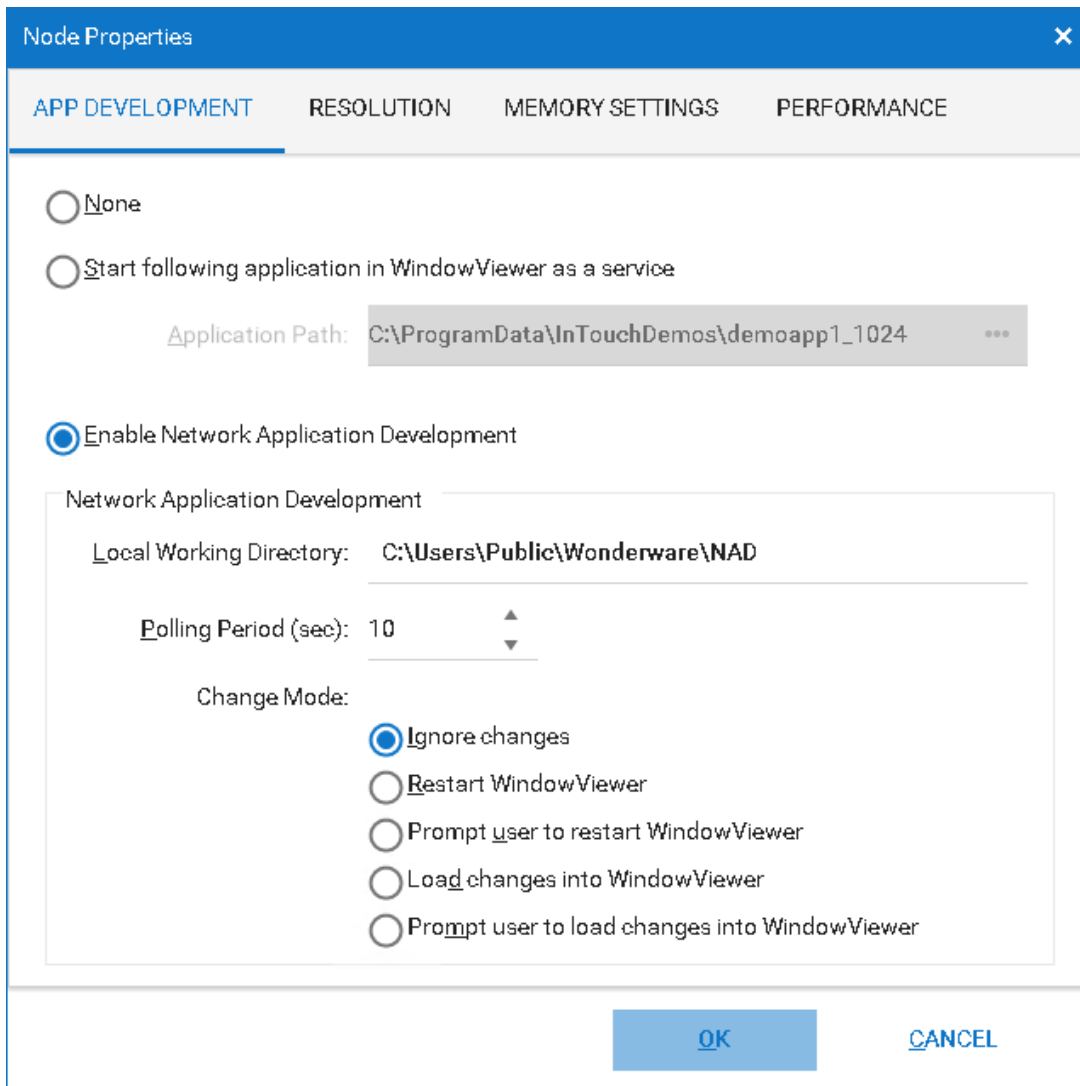 Node Properties
APP DEVELOPMENT RESOLUTION MEMORY SETTINGS PERFORMANCE
None
Start following application in WindowViewer as a service
Application Path: C:\ProgramData\InTouchDemos\demoapp1_1024 •••
Enable Network Application Development
Network Application Development
Local Working Directory: C:\Users\Public\Wonderware\NAD
Polling Period (sec): 10
Change Mode:
Ignore changes
Restart WindowViewer
Prompt user to restart WindowViewer
Load changes into WindowViewer
Prompt user to load changes into WindowViewer
OK CANCEL